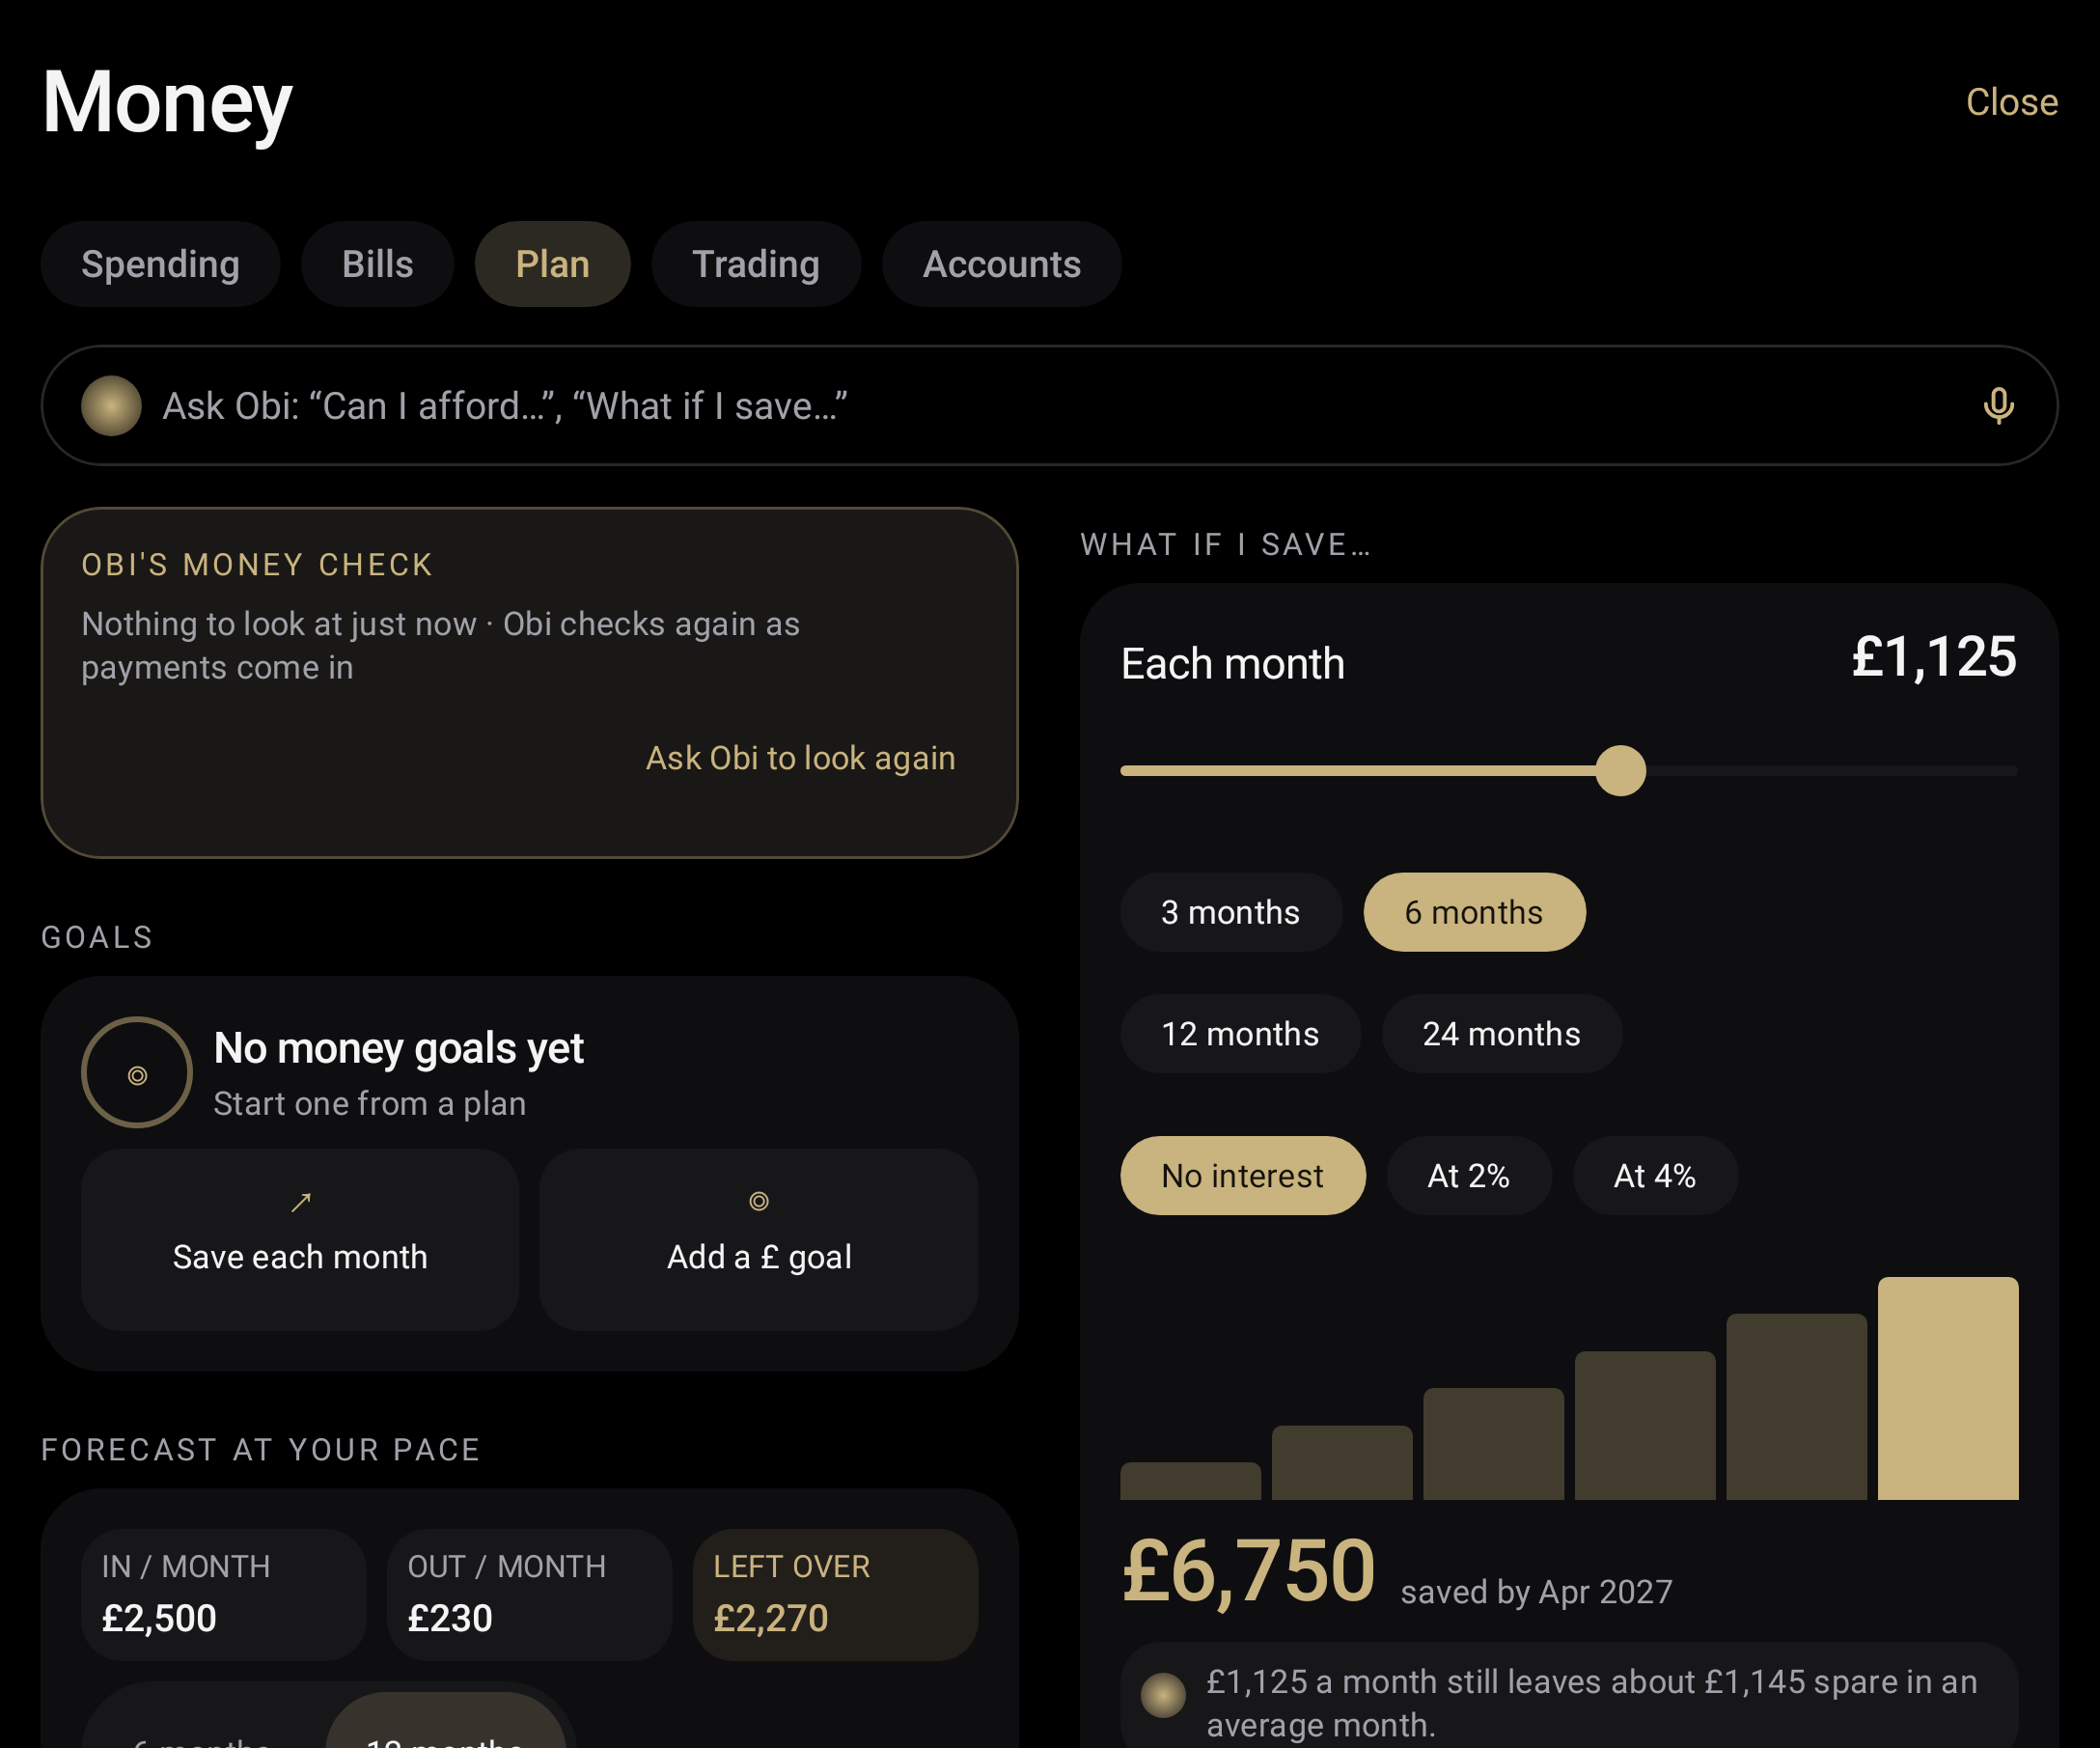 Money
Close
Spending
Bills
Plan
Trading
Accounts
Ask Obi: “Can I afford…”, “What if I save…”
OBI'S MONEY CHECK
Nothing to look at just now · Obi checks again as
payments come in
Ask Obi to look again
GOALS
No money goals yet
Start one from a plan
Save each month
Add a £ goal
FORECAST AT YOUR PACE
IN / MONTH
£2,500
OUT / MONTH
£230
LEFT OVER
£2,270
6 months
12 months
WHAT IF I SAVE…
Each month
£1,125
3 months
6 months
12 months
24 months
No interest
At 2%
At 4%
£6,750 saved by Apr 2027
£1,125 a month still leaves about £1,145 spare in an
average month.